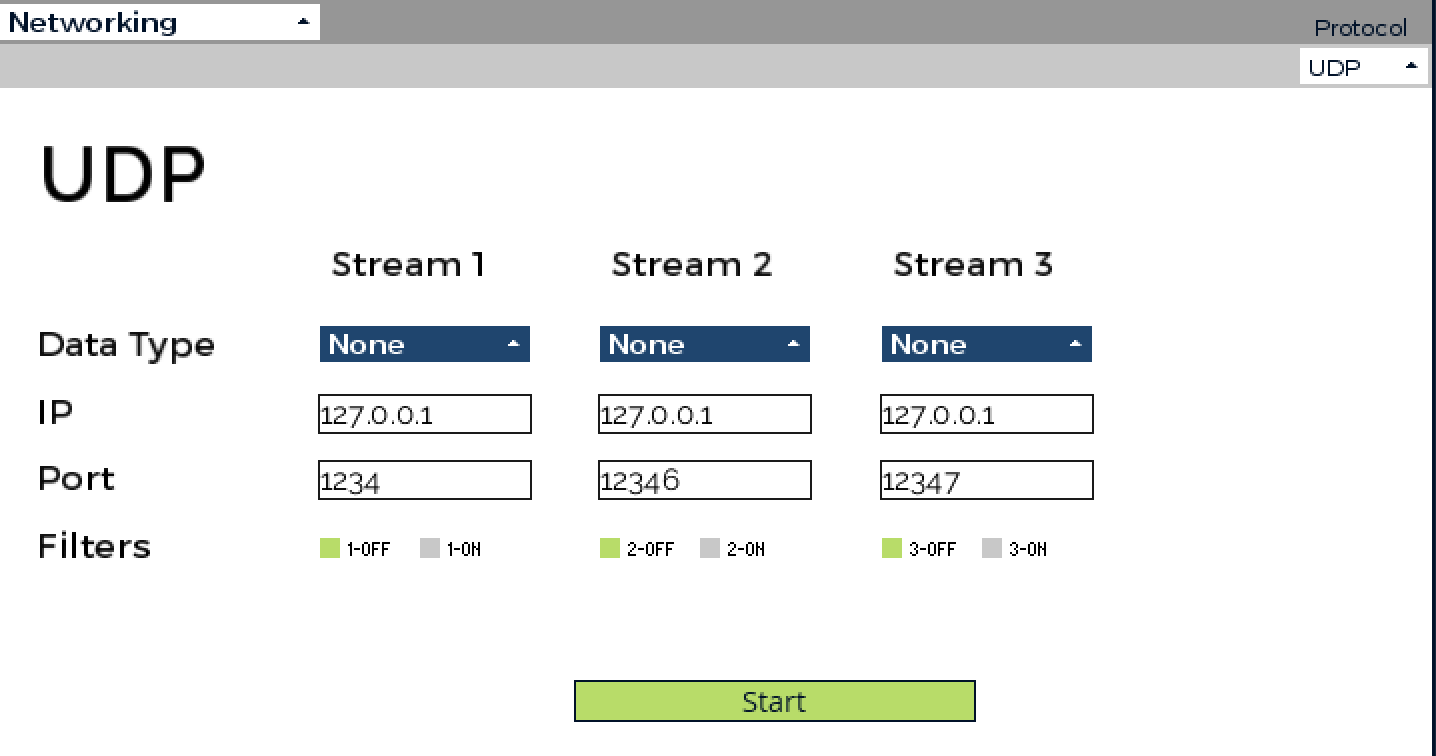 Networking
Protocol
UDP
UDP
Stream 1 Stream 2 Stream 3
Data Type None None None
IP 127.0.0.1 127.0.0.1 127.0.0.1
Port 1234 12346 12347
Filters 1-OFF 1-ON 2-OFF 2-ON 3-OFF 3-ON
Start